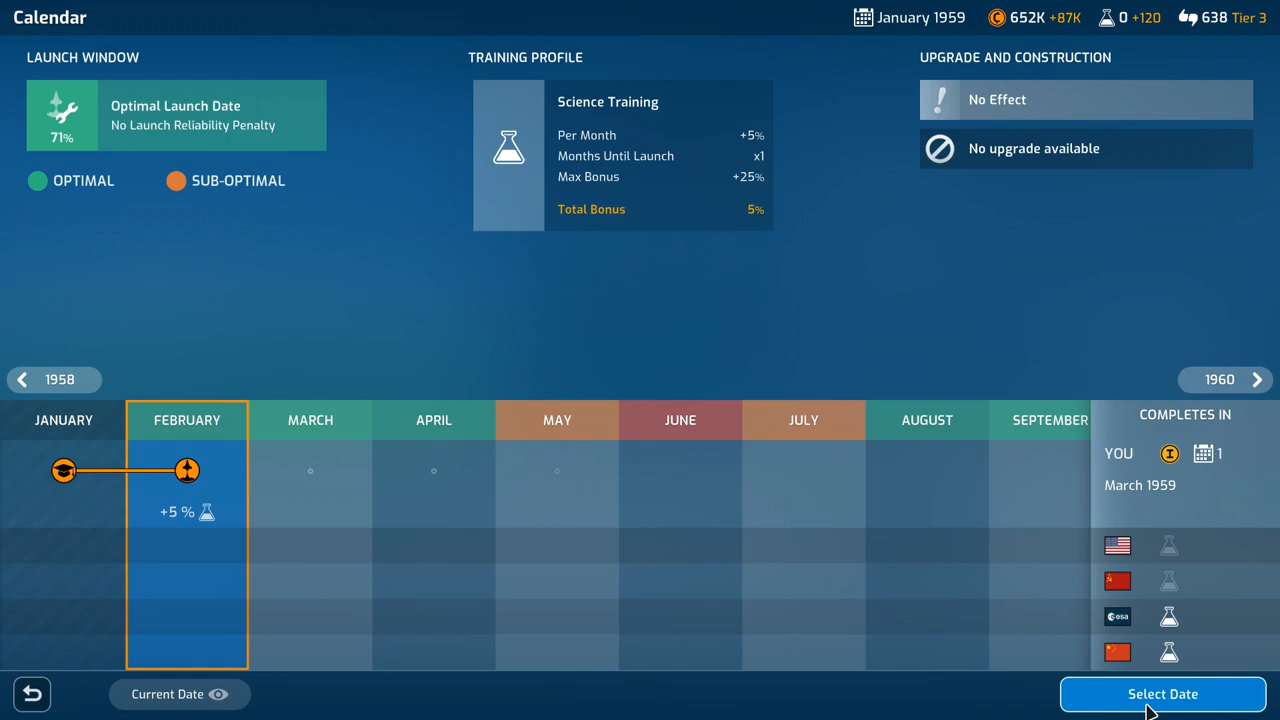 Calendar
January 1959
652K +87K
0 +120
638 Tier 3
LAUNCH WINDOW
Optimal Launch Date
No Launch Reliability Penalty
71%
OPTIMAL
SUB-OPTIMAL
TRAINING PROFILE
Science Training
Per Month +5%
Months Until Launch x1
Max Bonus +25%
Total Bonus 5%
UPGRADE AND CONSTRUCTION
No Effect
No upgrade available
1958
1960
JANUARY
FEBRUARY
MARCH
APRIL
MAY
JUNE
JULY
AUGUST
SEPTEMBER
+5 %
COMPLETES IN
YOU I 1
March 1959
esa
Current Date
Select Date